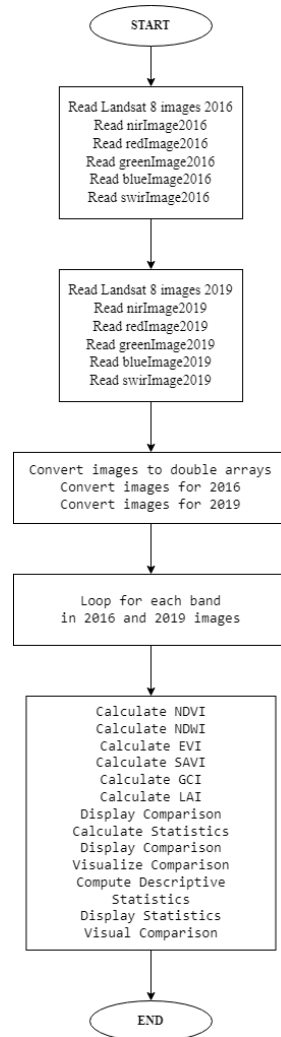 START
Read Landsat 8 images 2016
Read nirImage2016
Read redImage2016
Read greenImage2016
Read blueImage2016
Read swirImage2016
Read Landsat 8 images 2019
Read nirImage2019
Read redImage2019
Read greenImage2019
Read blueImage2019
Read swirImage2019
Convert images to double arrays
Convert images for 2016
Convert images for 2019
Loop for each band
in 2016 and 2019 images
Calculate NDVI
Calculate NDWI
Calculate EVI
Calculate SAVI
Calculate GCI
Calculate LAI
Display Comparison
Calculate Statistics
Display Comparison
Visualize Comparison
Compute Descriptive
Statistics
Display Statistics
Visual Comparison
END